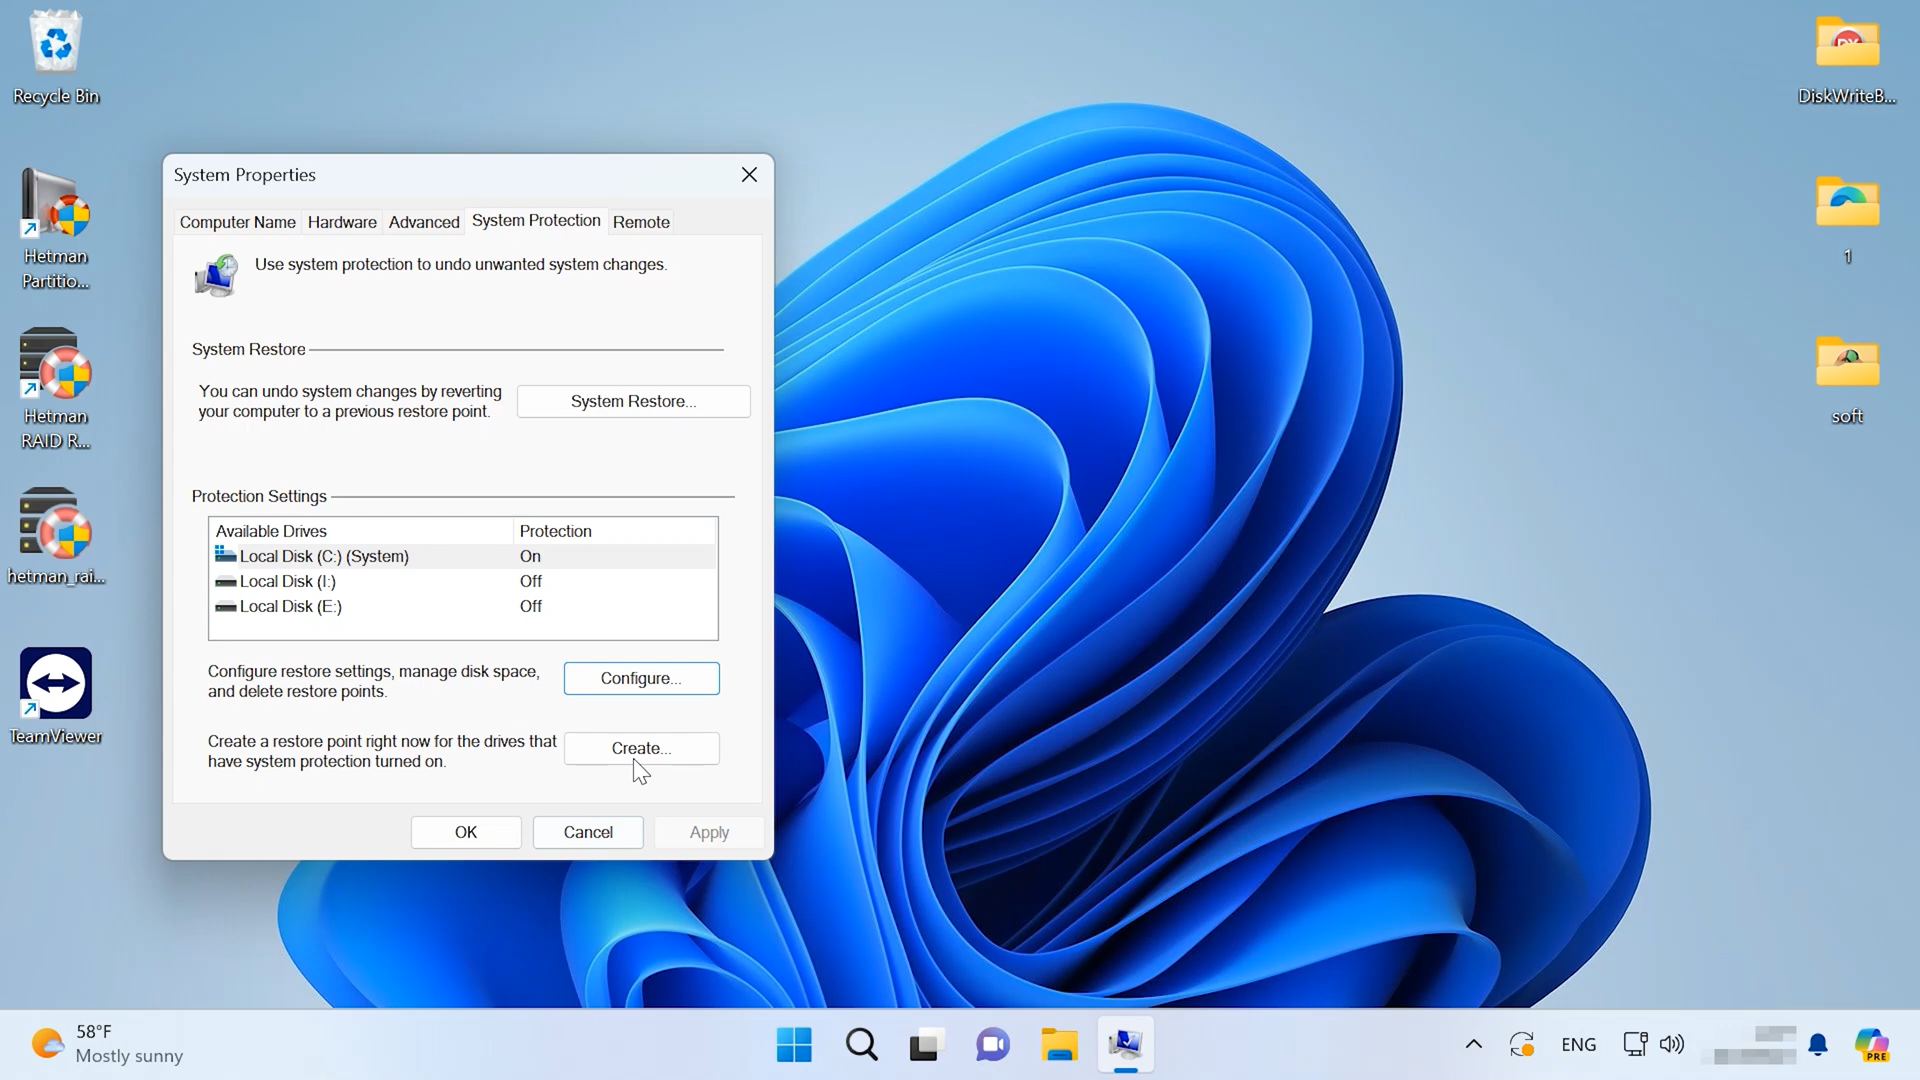 Recycle Bin
Hetman
Partitio...
Hetman
RAID R...
hetman_rai...
TeamViewer
System Properties
Computer Name
Hardware
Advanced
System Protection
Remote
Use system protection to undo unwanted system changes.
System Restore
You can undo system changes by reverting
your computer to a previous restore point.
System Restore...
Protection Settings
Available Drives
Protection
Local Disk (C:) (System)
On
Local Disk (I:)
Off
Local Disk (E:)
Off
Configure restore settings, manage disk space,
and delete restore points.
Configure...
Create a restore point right now for the drives that
have system protection turned on.
Create...
OK
Cancel
Apply
DiskWriteB...
1
soft
58°F
Mostly sunny
ENG
PRE